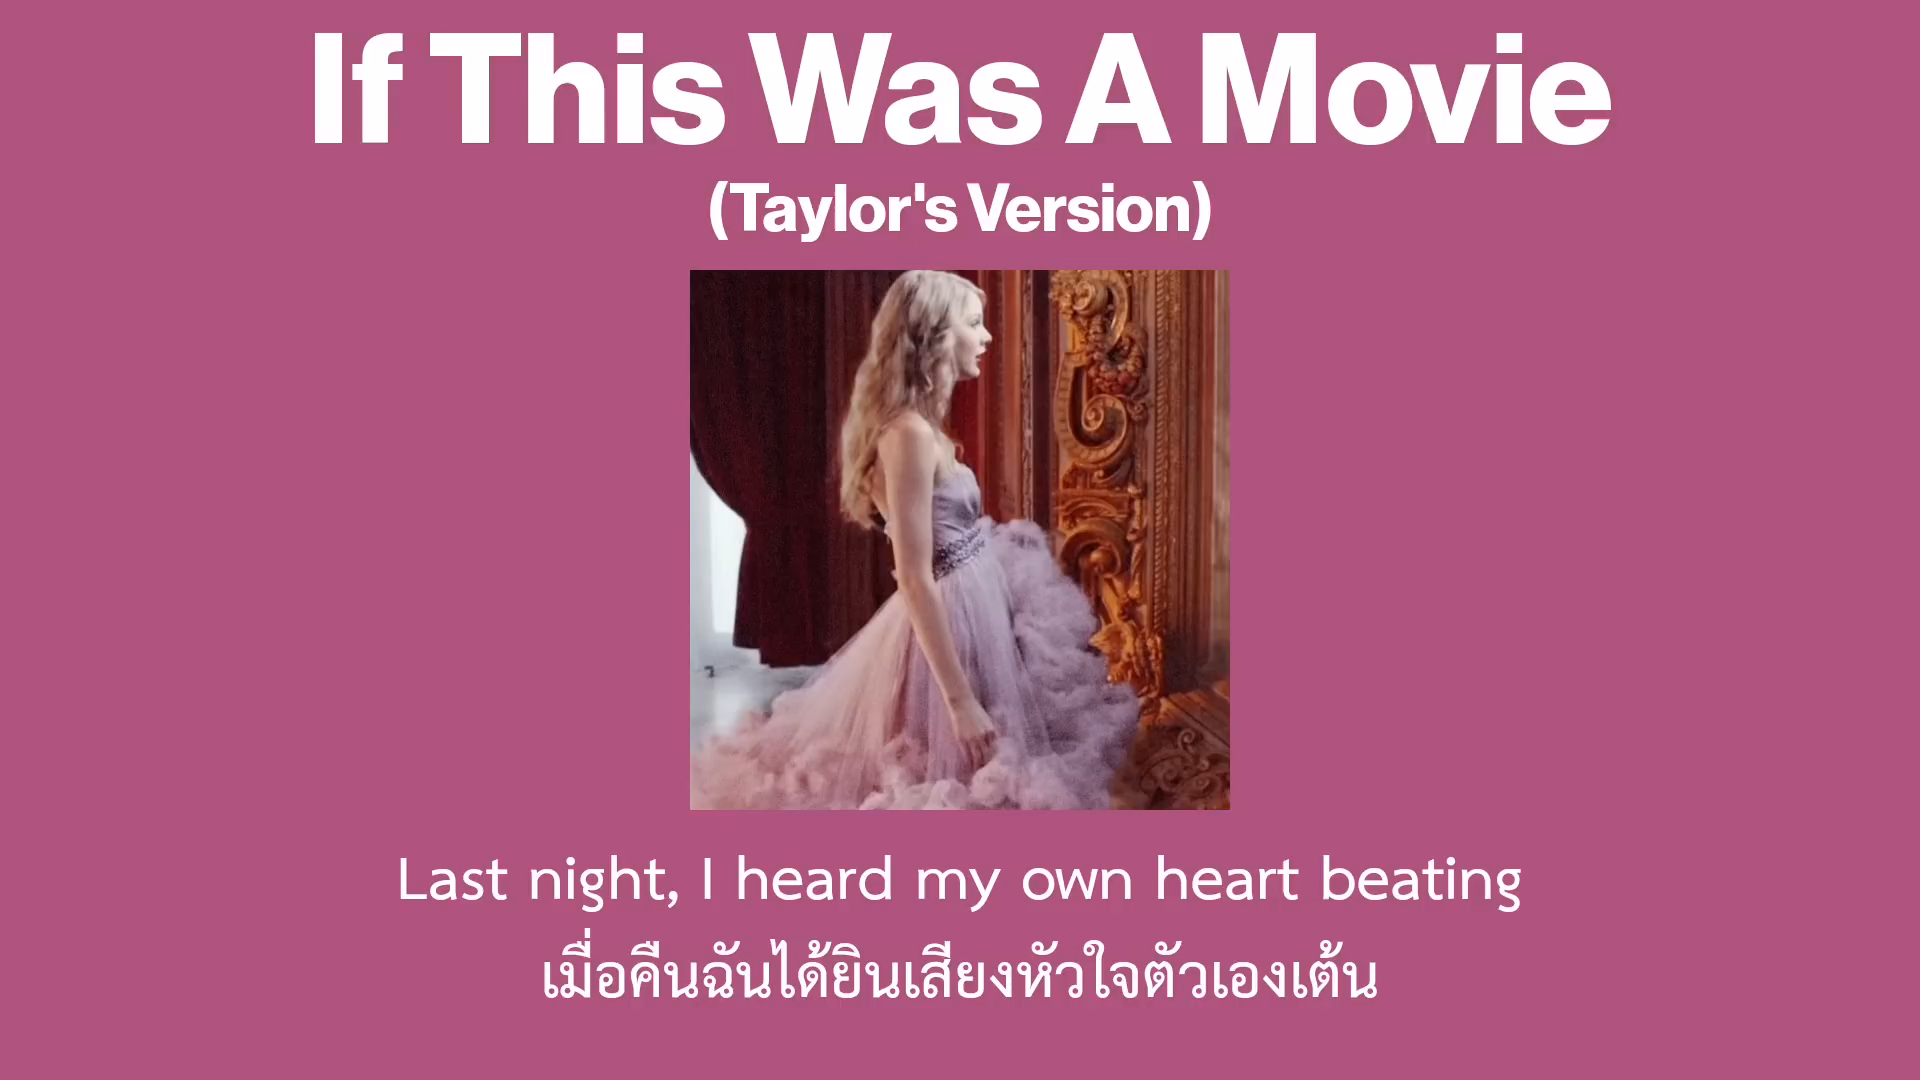 If This Was A Movie
(Taylor's Version)
Last night, I heard my own heart beating
เมื่อคืนฉันได้ยินเสียงหัวใจตัวเองเต้น